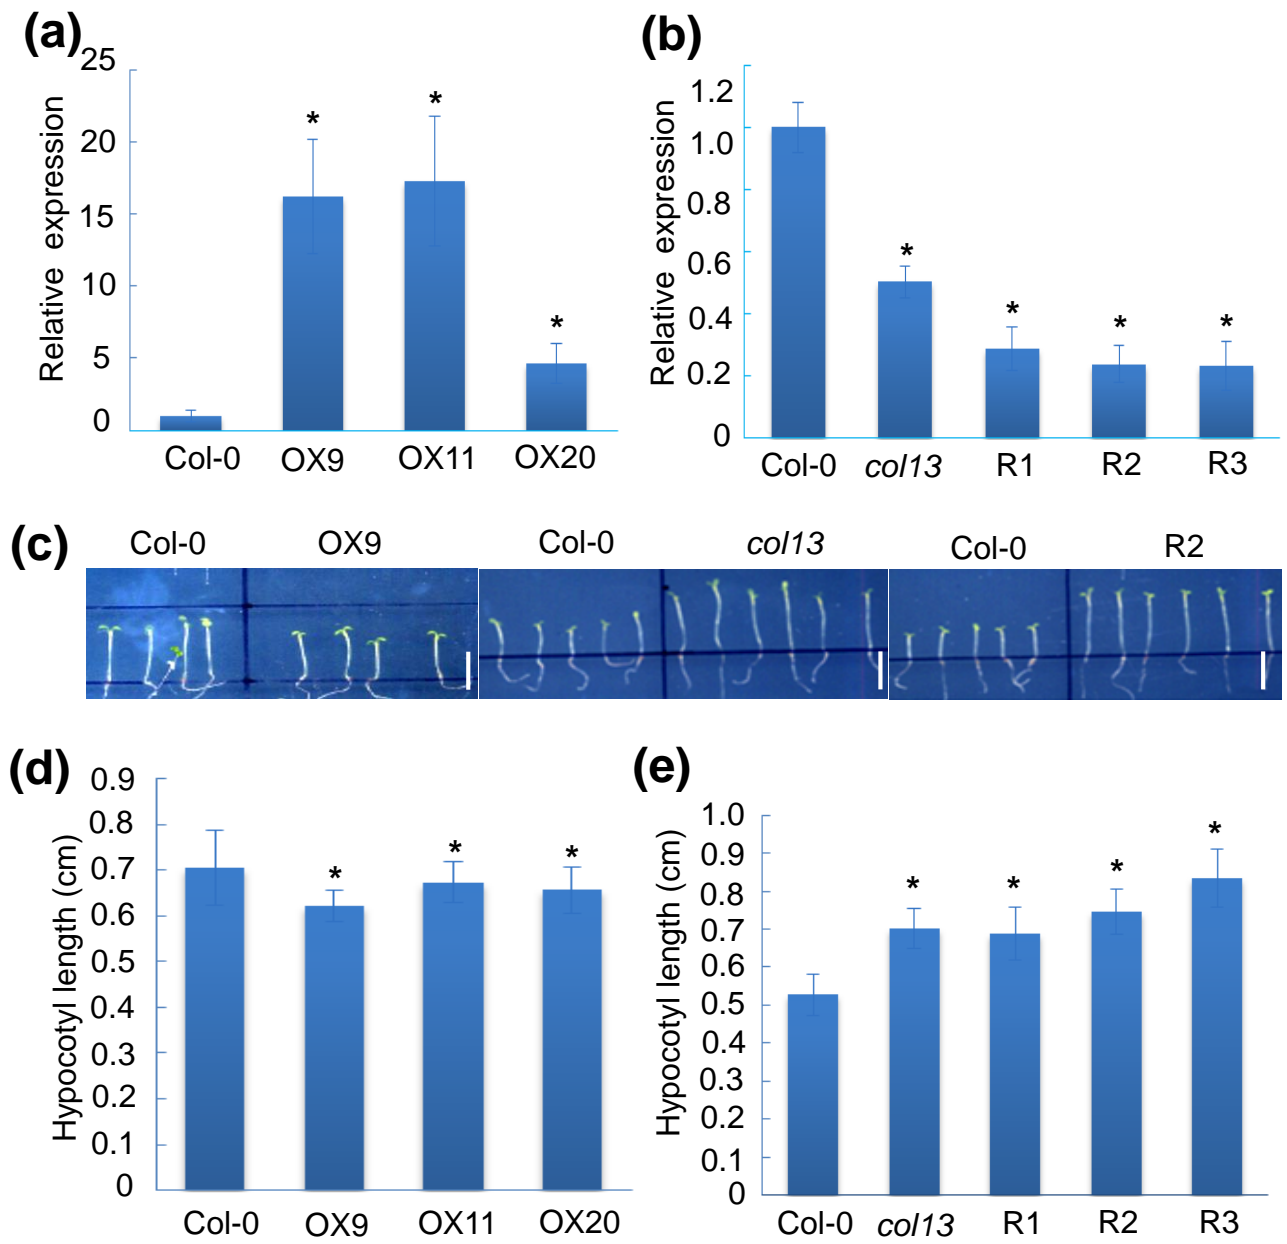 (a)
25
20
15
10
5
0
Relative expression
* * *
Col-0 OX9 OX11 OX20
(b)
1.2
1.0
0.8
0.6
0.4
0.2
0
Relative expression
* * * *
Col-0 col13 R1 R2 R3
(c)
Col-0 OX9 Col-0 col13 Col-0 R2
(d)
0.9
0.8
0.7
0.6
0.5
0.4
0.3
0.2
0.1
0
Hypocotyl length (cm)
* * *
Col-0 OX9 OX11 OX20
(e)
1.0
0.9
0.8
0.7
0.6
0.5
0.4
0.3
0.2
0.1
0
Hypocotyl length (cm)
* * * *
Col-0 col13 R1 R2 R3